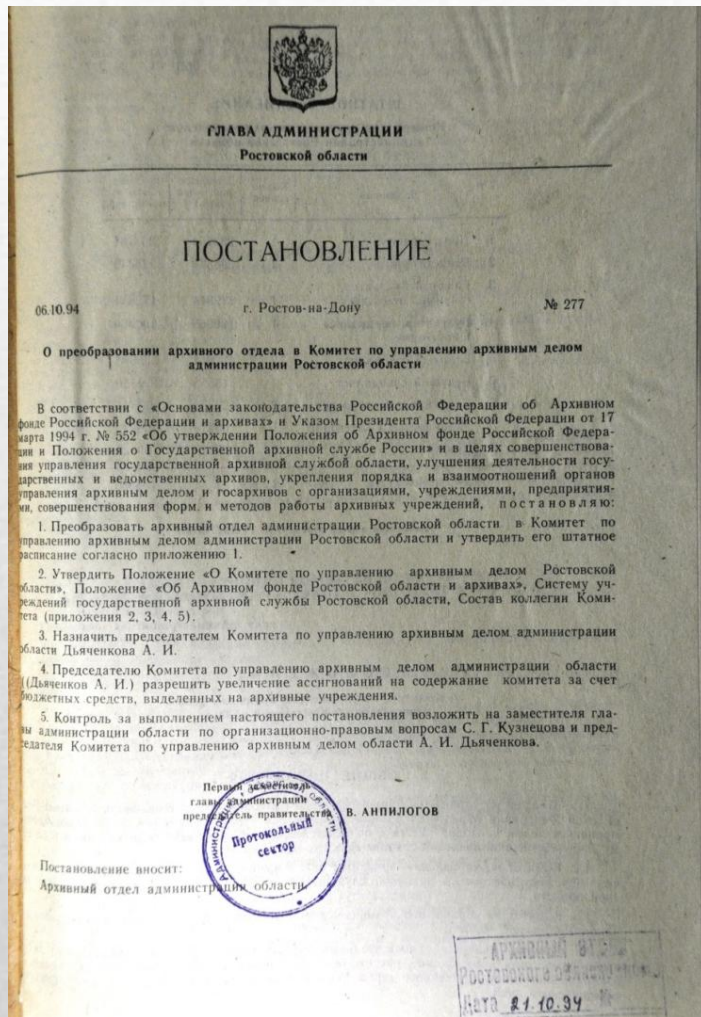 ГЛАВА АДМИНИСТРАЦИИ
Ростовской области
ПОСТАНОВЛЕНИЕ
06.10.94 г. Ростов-на-Дону № 277
О преобразовании архивного отдела в Комитет по управлению архивным делом
администрации Ростовской области
В соответствии с «Основами законодательства Российской Федерации об Архивном
фонде Российской Федерации и архивах» и Указом Президента Российской Федерации от 17
марта 1994 г. № 552 «Об утверждении Положения об Архивном фонде Российской Федера-
ции и Положения о Государственной архивной службе России» и в целях совершенствова-
ния управления государственной архивной службой области, улучшения деятельности госу-
дарственных и ведомственных архивов, укрепления порядка и взаимоотношений органов
управления архивным делом и госархивов с организациями, учреждениями, предприятия-
ми, совершенствования форм и методов работы архивных учреждений, постановляю:
1. Преобразовать архивный отдел администрации Ростовской области в Комитет по
управлению архивным делом администрации Ростовской области и утвердить его штатное
расписание согласно приложению 1.
2. Утвердить Положение «О Комитете по управлению архивным делом Ростовской
области», Положение «Об Архивном фонде Ростовской области и архивах», Систему уч-
реждений государственной архивной службы Ростовской области, Состав коллегии Коми-
тета (приложения 2, 3, 4, 5).
3. Назначить председателем Комитета по управлению архивным делом администрации
области Дьяченкова А. И.
4. Председателю Комитета по управлению архивным делом администрации области
((Дьяченков А. И.) разрешить увеличение ассигнований на содержание комитета за счет
бюджетных средств, выделенных на архивные учреждения.
5. Контроль за выполнением настоящего постановления возложить на заместителя гла-
вы администрации области по организационно-правовым вопросам С. Г. Кузнецова и пред-
седателя Комитета по управлению архивным делом области А. И. Дьяченкова.
Первый заместитель
главы администрации
председатель правительства В. АНПИЛОГОВ
Протокольный
сектор
Постановление вносит:
Архивный отдел администрации области
АРХИВНЫЙ
Ростовского
Дата 21.10.94 №